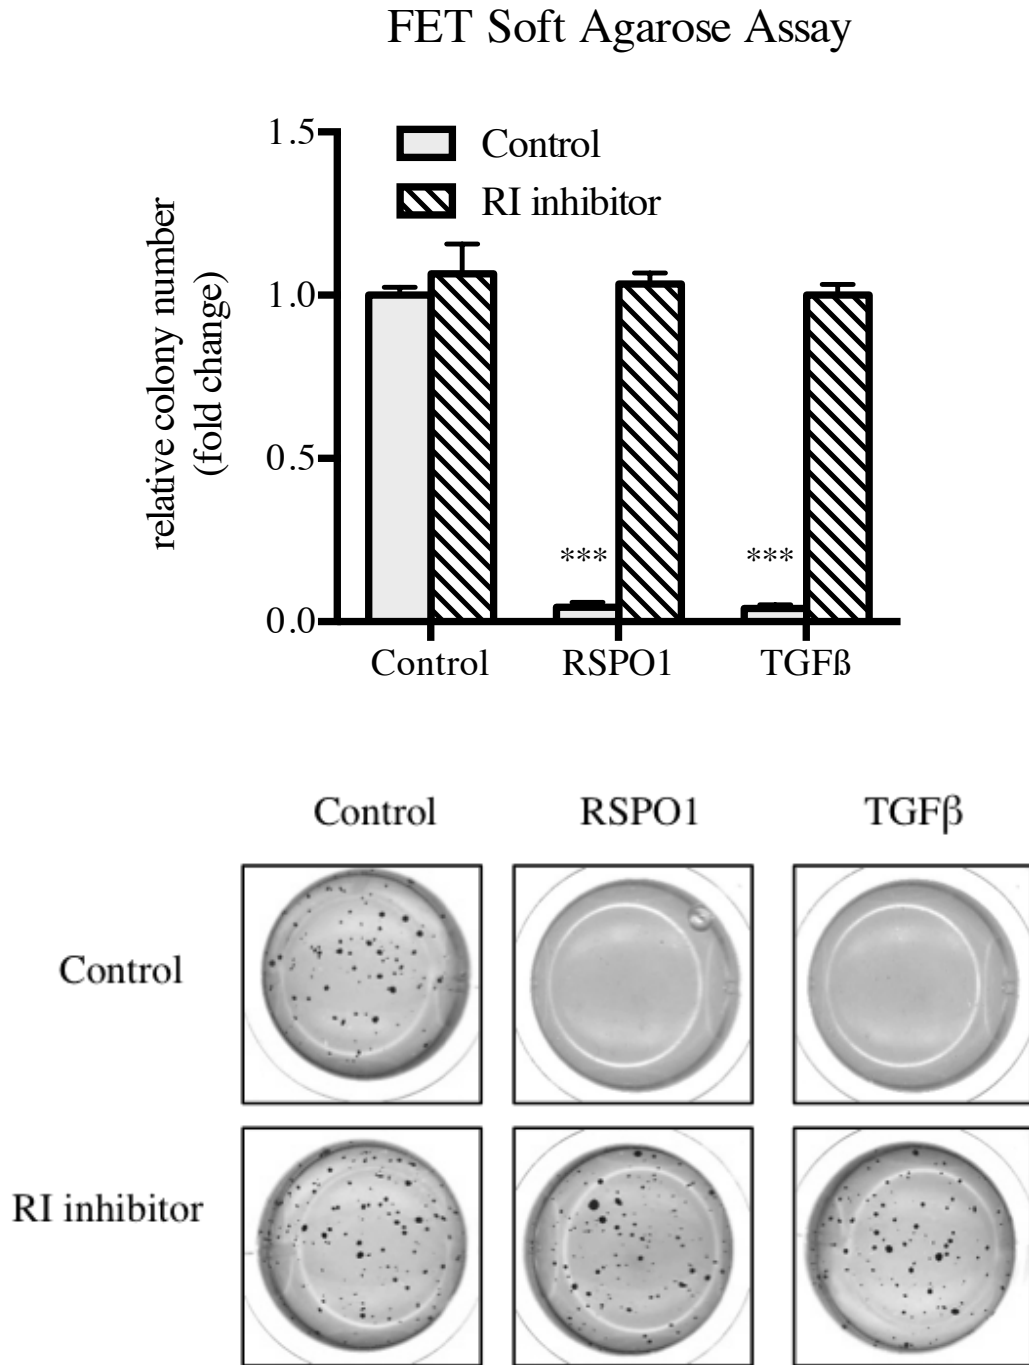 FET Soft Agarose Assay
1.5
Control
RI inhibitor
relative colony number
(fold change)
1.0
0.5
***
***
0.0
Control RSPO1 TGFß
Control RSPO1 TGFβ
Control
RI inhibitor